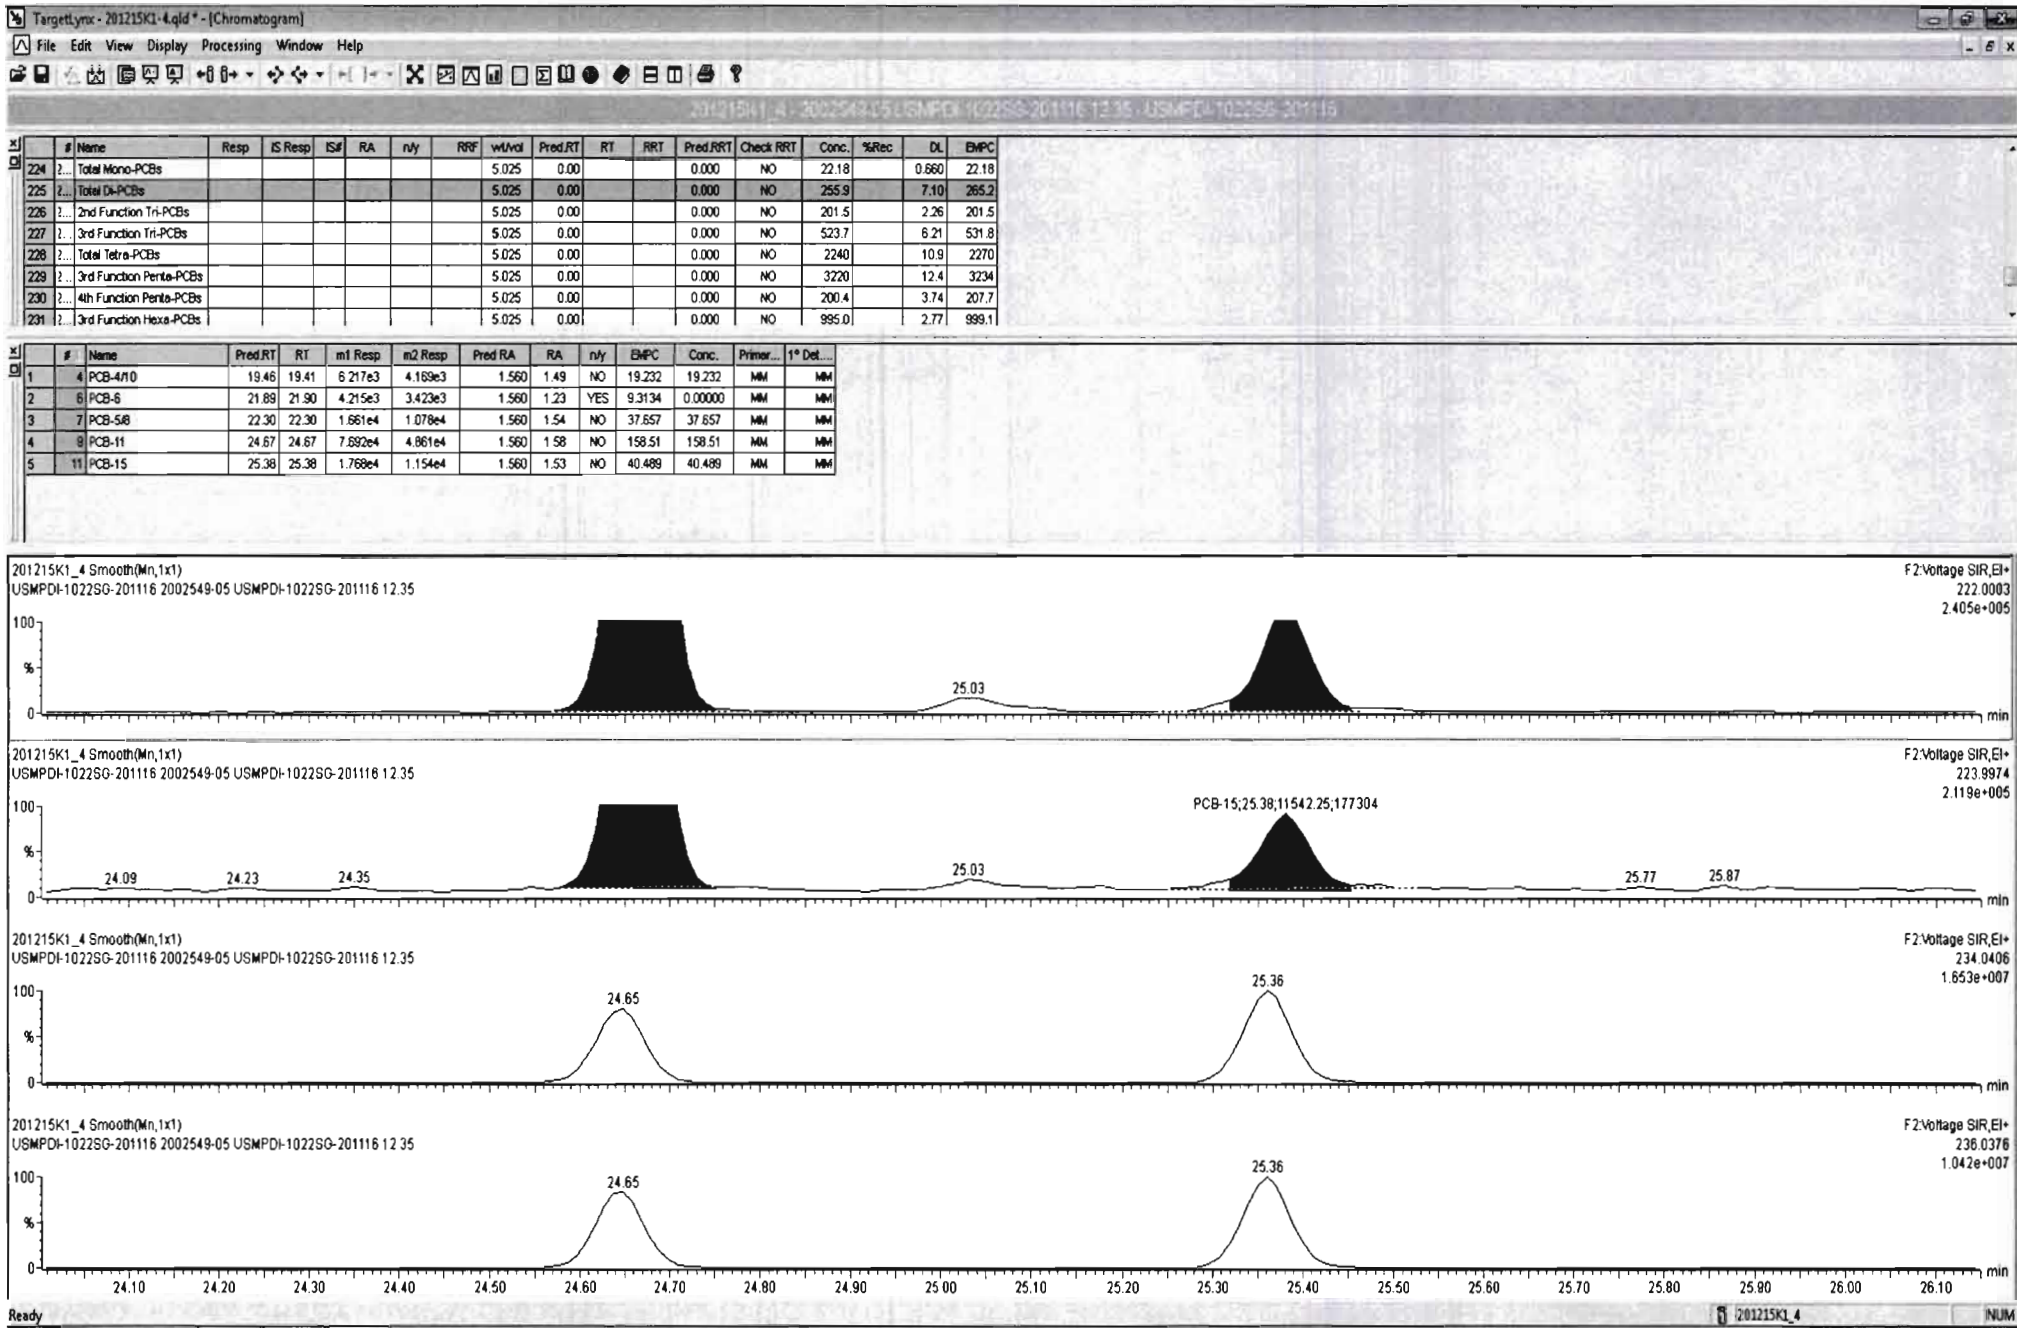 TargetLynx - 201215K1-4.qld * - [Chromatogram]
File Edit View Display Processing Window Help
201215K1_4 - 2002549-05 USMPDI-1022SG-201116 12.35 - USMPDI-1022SG-201116
# Name Resp IS Resp IS# RA n/y RRF wt/vol Pred.RT RT RRT Pred.RRT Check RRT Conc. %Rec DL EMPC
224 2... Total Mono-PCBs 5.025 0.00 0.000 NO 22.18 0.660 22.18
225 2... Total Di-PCBs 5.025 0.00 0.000 NO 255.9 7.10 265.2
226 2... 2nd Function Tri-PCBs 5.025 0.00 0.000 NO 201.5 2.26 201.5
227 2... 3rd Function Tri-PCBs 5.025 0.00 0.000 NO 523.7 6.21 531.8
228 2... Total Tetra-PCBs 5.025 0.00 0.000 NO 2240 10.9 2270
229 2... 3rd Function Penta-PCBs 5.025 0.00 0.000 NO 3220 12.4 3234
230 2... 4th Function Penta-PCBs 5.025 0.00 0.000 NO 200.4 3.74 207.7
231 2... 3rd Function Hexa-PCBs 5.025 0.00 0.000 NO 995.0 2.77 999.1
# Name Pred.RT RT m1 Resp m2 Resp Pred RA RA n/y EMPC Conc. Primar... 1° Det....
1 4 PCB-4/10 19.46 19.41 6.217e3 4.169e3 1.560 1.49 NO 19.232 19.232 MM MM
2 6 PCB-6 21.89 21.90 4.215e3 3.423e3 1.560 1.23 YES 9.3134 0.00000 MM MM
3 7 PCB-5/8 22.30 22.30 1.661e4 1.078e4 1.560 1.54 NO 37.657 37.657 MM MM
4 9 PCB-11 24.67 24.67 7.692e4 4.861e4 1.560 1.58 NO 158.51 158.51 MM MM
5 11 PCB-15 25.38 25.38 1.768e4 1.154e4 1.560 1.53 NO 40.489 40.489 MM MM
201215K1_4 Smooth(Mn,1x1)
F2:Voltage SIR,EI+
USMPDI-1022SG-201116 2002549-05 USMPDI-1022SG-201116 12.35
222.0003
2.405e+005
100
%
25.03
0
min
201215K1_4 Smooth(Mn,1x1)
F2:Voltage SIR,EI+
USMPDI-1022SG-201116 2002549-05 USMPDI-1022SG-201116 12.35
223.9974
2.119e+005
100
PCB-15;25.38;11542.25;177304
%
24.09 24.23 24.35 25.03 25.77 25.87
0
min
201215K1_4 Smooth(Mn,1x1)
F2:Voltage SIR,EI+
USMPDI-1022SG-201116 2002549-05 USMPDI-1022SG-201116 12.35
234.0406
1.653e+007
100
24.65 25.36
%
0
min
201215K1_4 Smooth(Mn,1x1)
F2:Voltage SIR,EI+
USMPDI-1022SG-201116 2002549-05 USMPDI-1022SG-201116 12.35
236.0376
1.042e+007
100
24.65 25.36
%
0
min
24.10 24.20 24.30 24.40 24.50 24.60 24.70 24.80 24.90 25.00 25.10 25.20 25.30 25.40 25.50 25.60 25.70 25.80 25.90 26.00 26.10
Ready 201215K1_4 NUM